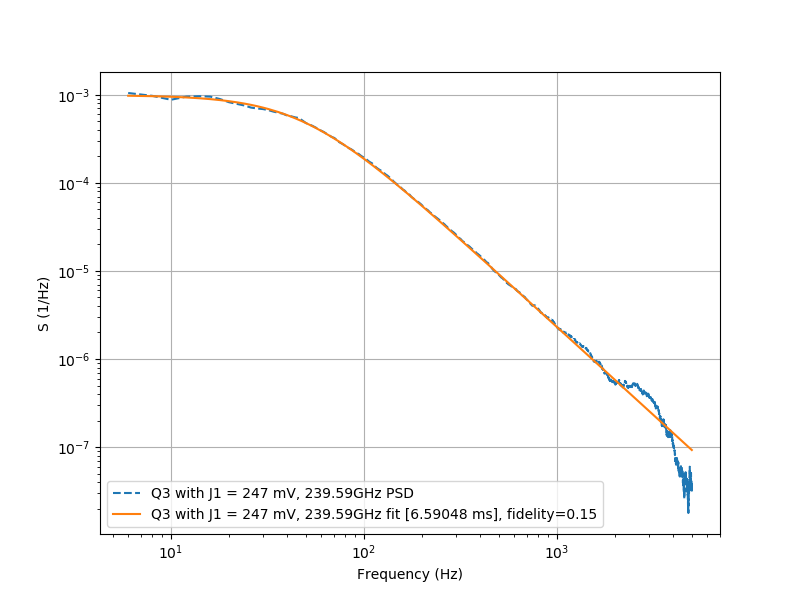 10⁻³
10⁻⁴
10⁻⁵
10⁻⁶
10⁻⁷
S (1/Hz)
Q3 with J1 = 247 mV, 239.59GHz PSD
Q3 with J1 = 247 mV, 239.59GHz fit [6.59048 ms], fidelity=0.15
10¹ 10² 10³
Frequency (Hz)